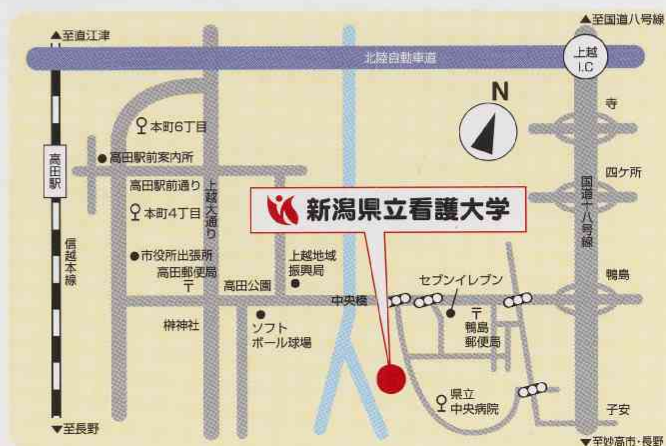 ▲至直江津
▲至国道八号線
北陸自動車道
上越
I.C
N
寺
本町6丁目
高田駅前案内所
高田駅
高田駅前通り
上越大通り
四ケ所
国道十八号線
本町4丁目
新潟県立看護大学
信越本線
市役所出張所
高田郵便局
〒
上越地域
振興局
高田公園
中央橋
セブンイレブン
鴨島
榊神社
ソフト
ボール球場
〒
鴨島
郵便局
県立
中央病院
子安
▼至長野
▼至妙高市・長野